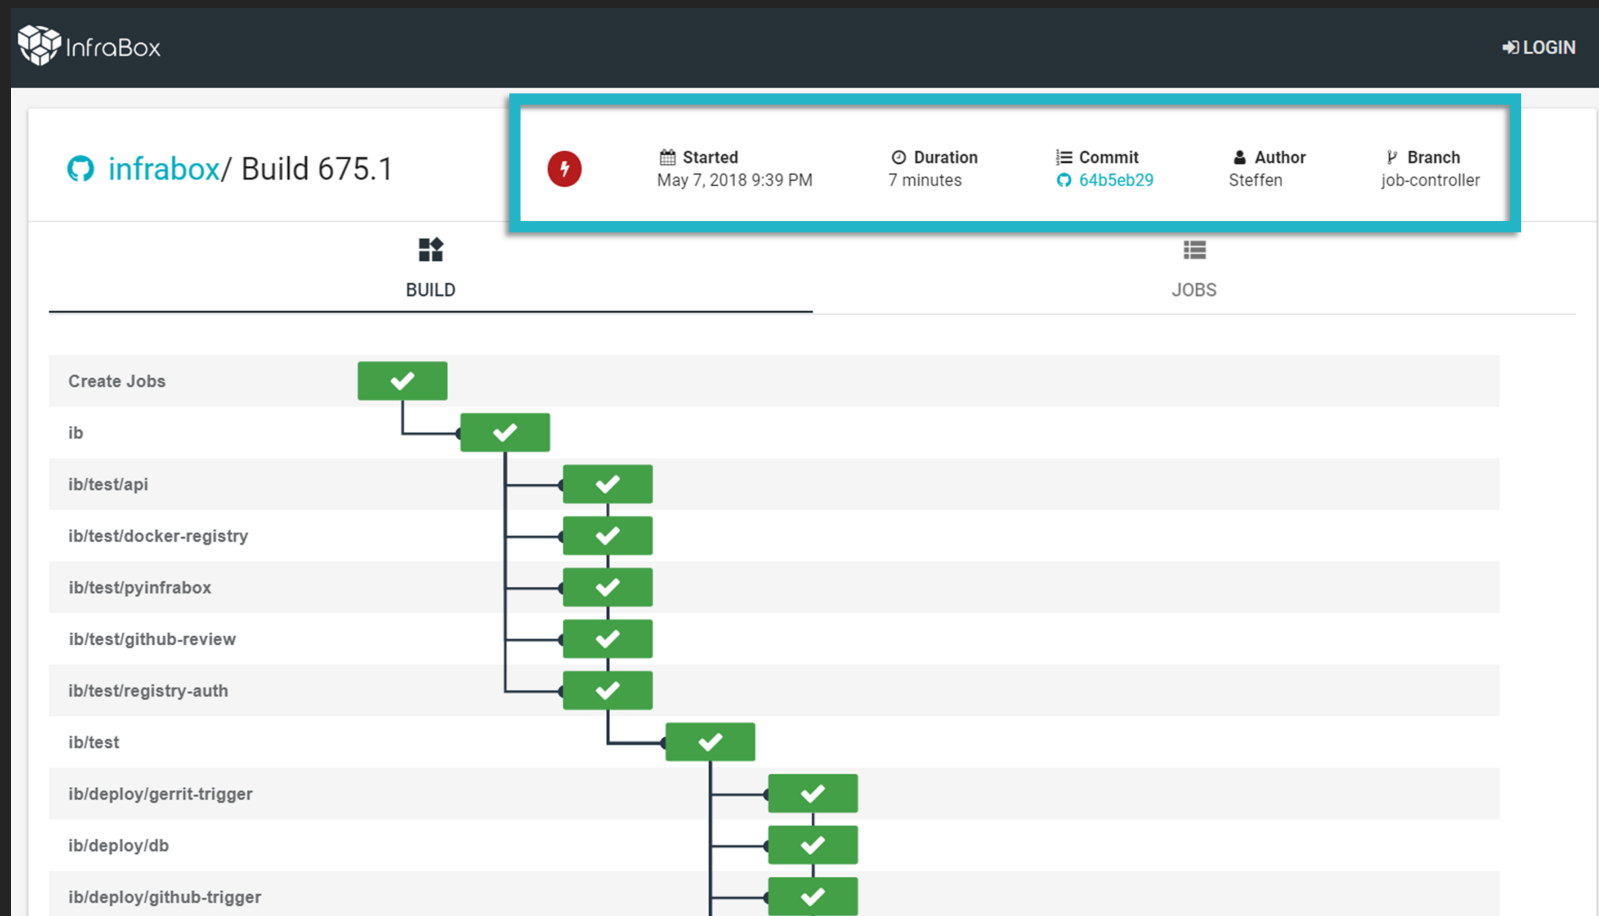 InfraBox
LOGIN
infrabox/ Build 675.1
Started
May 7, 2018 9:39 PM
Duration
7 minutes
Commit
64b5eb29
Author
Steffen
Branch
job-controller
BUILD
JOBS
Create Jobs
ib
ib/test/api
ib/test/docker-registry
ib/test/pyinfrabox
ib/test/github-review
ib/test/registry-auth
ib/test
ib/deploy/gerrit-trigger
ib/deploy/db
ib/deploy/github-trigger